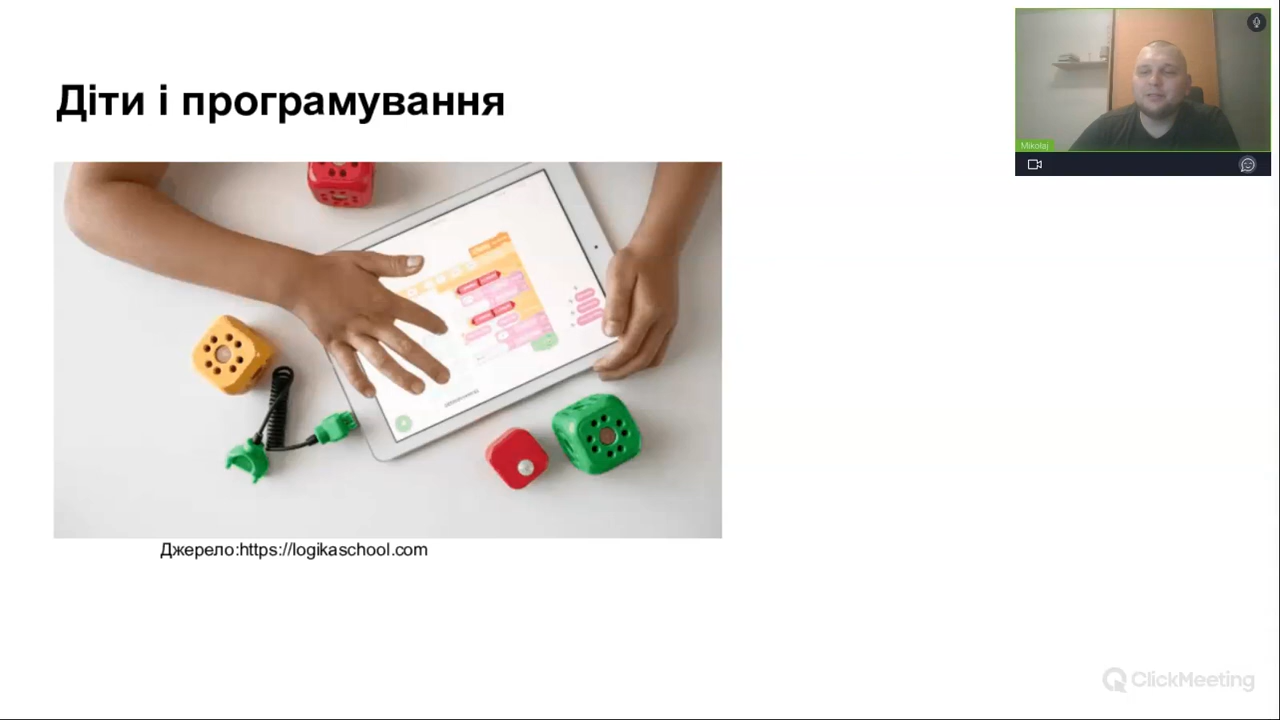 Діти і програмування
Mikolaj
Джерело:https://logikaschool.com
ClickMeeting